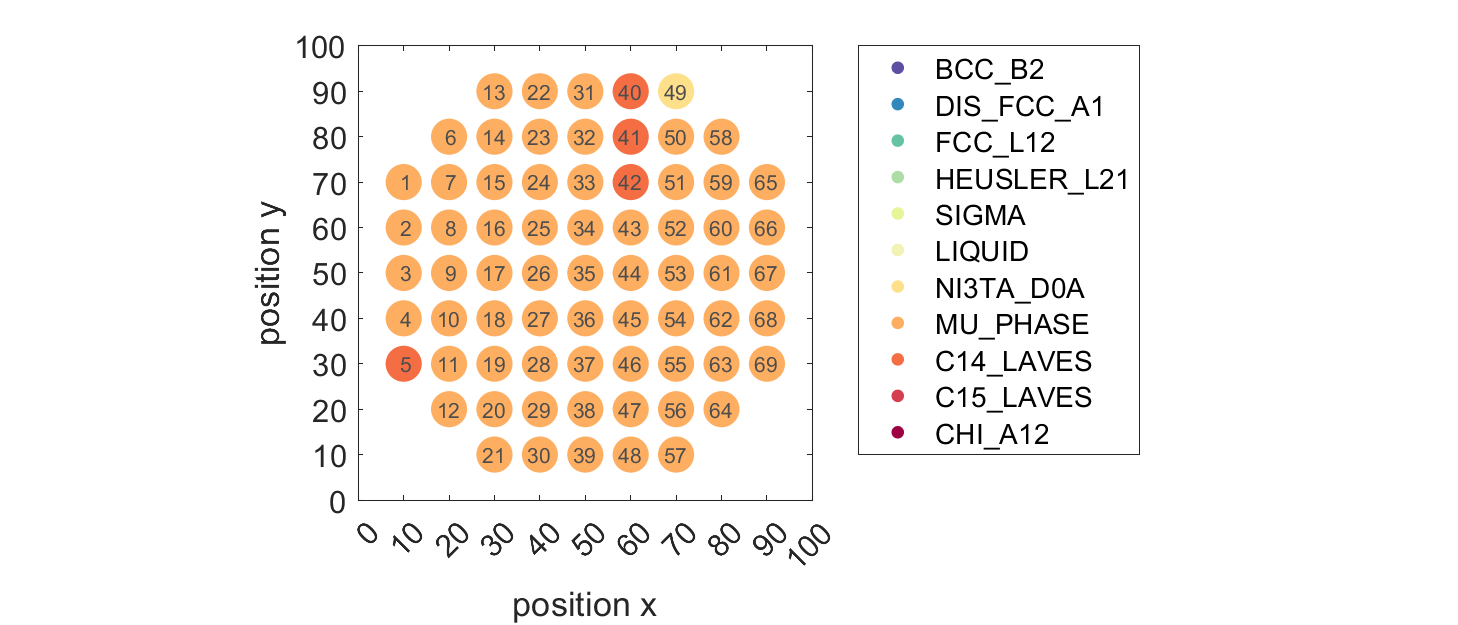 100
90 13 22 31 40 49
80 6 14 23 32 41 50 58
70 1 7 15 24 33 42 51 59 65
60 2 8 16 25 34 43 52 60 66
50 3 9 17 26 35 44 53 61 67
40 4 10 18 27 36 45 54 62 68
30 5 11 19 28 37 46 55 63 69
20 12 20 29 38 47 56 64
10 21 30 39 48 57
0
position y
0 10 20 30 40 50 60 70 80 90 100
position x
BCC_B2
DIS_FCC_A1
FCC_L12
HEUSLER_L21
SIGMA
LIQUID
NI3TA_D0A
MU_PHASE
C14_LAVES
C15_LAVES
CHI_A12